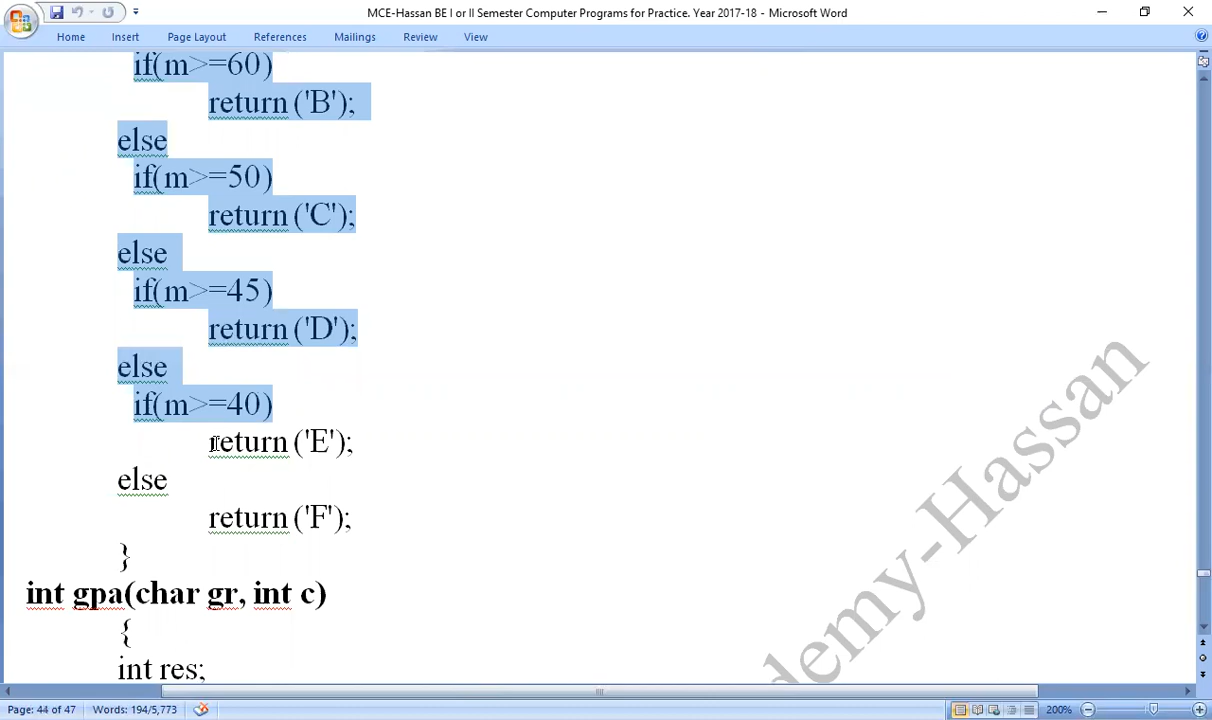 MCE-Hassan BE I or II Semester Computer Programs for Practice. Year 2017-18 - Microsoft Word
Home Insert Page Layout References Mailings Review View
if(m>=60)
return ('B');
else
if(m>=50)
return ('C');
else
if(m>=45)
return ('D');
else
if(m>=40)
return ('E');
else
return ('F');
}
int gpa(char gr, int c)
{
int res;
demy-Hassan
Page: 44 of 47 Words: 194/5,773 200%